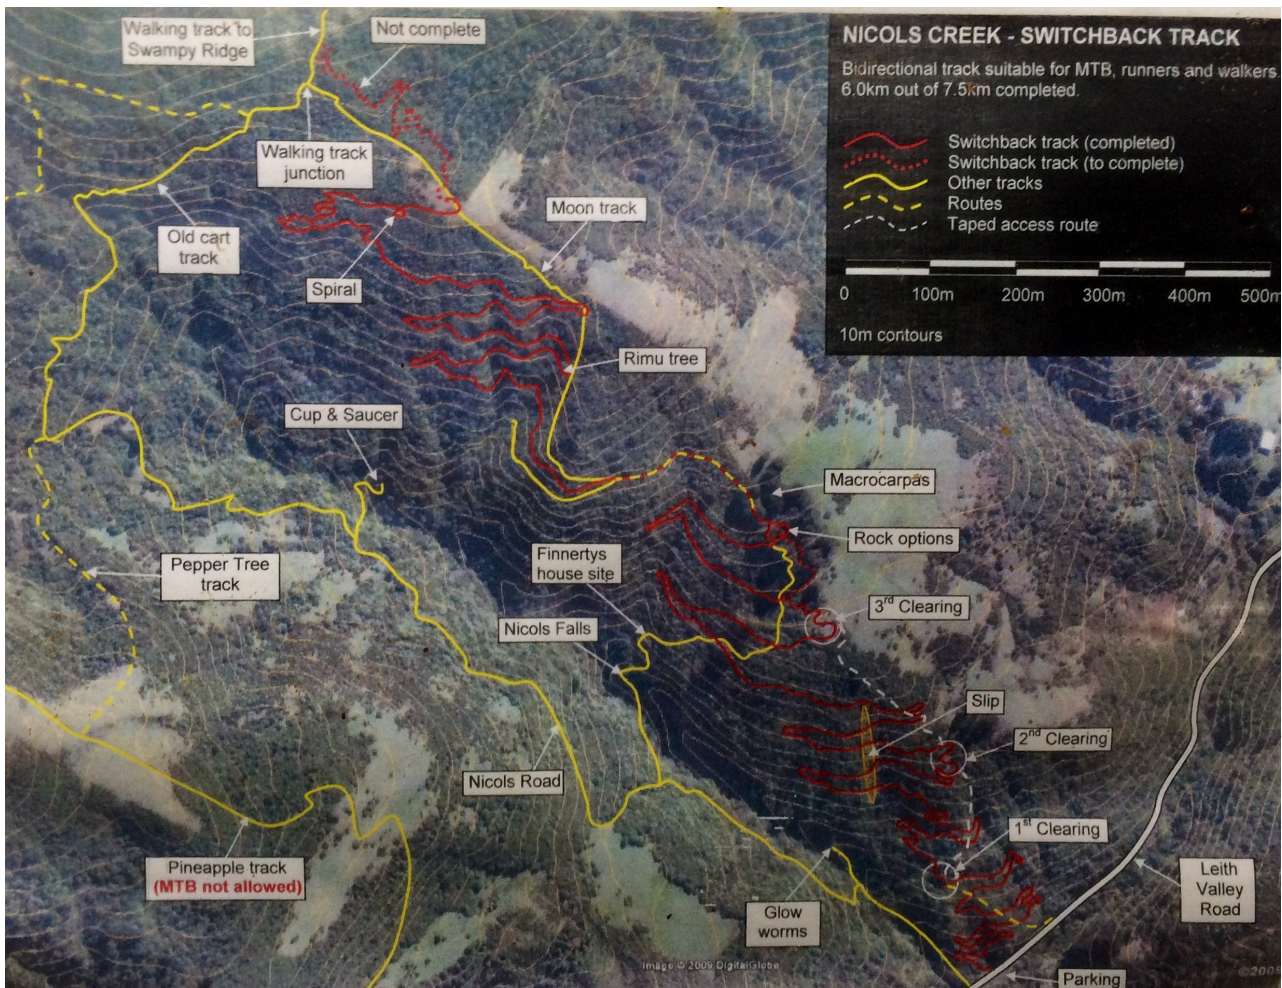 Walking track to
Swampy Ridge
Not complete
NICOLS CREEK - SWITCHBACK TRACK
Bidirectional track suitable for MTB, runners and walkers
6.0km out of 7.5km completed.
Switchback track (completed)
Switchback track (to complete)
Other tracks
Routes
Taped access route
0 100m 200m 300m 400m 500m
10m contours
Walking track
junction
Moon track
Old cart
track
Spiral
Rimu tree
Cup & Saucer
Macrocarpas
Rock options
Finnertys
house site
Pepper Tree
track
3rd Clearing
Nicols Falls
Slip
2nd Clearing
Nicols Road
1st Clearing
Pineapple track
(MTB not allowed)
Leith
Valley
Road
Glow
worms
Image © 2009 DigitalGlobe
©2009
Parking